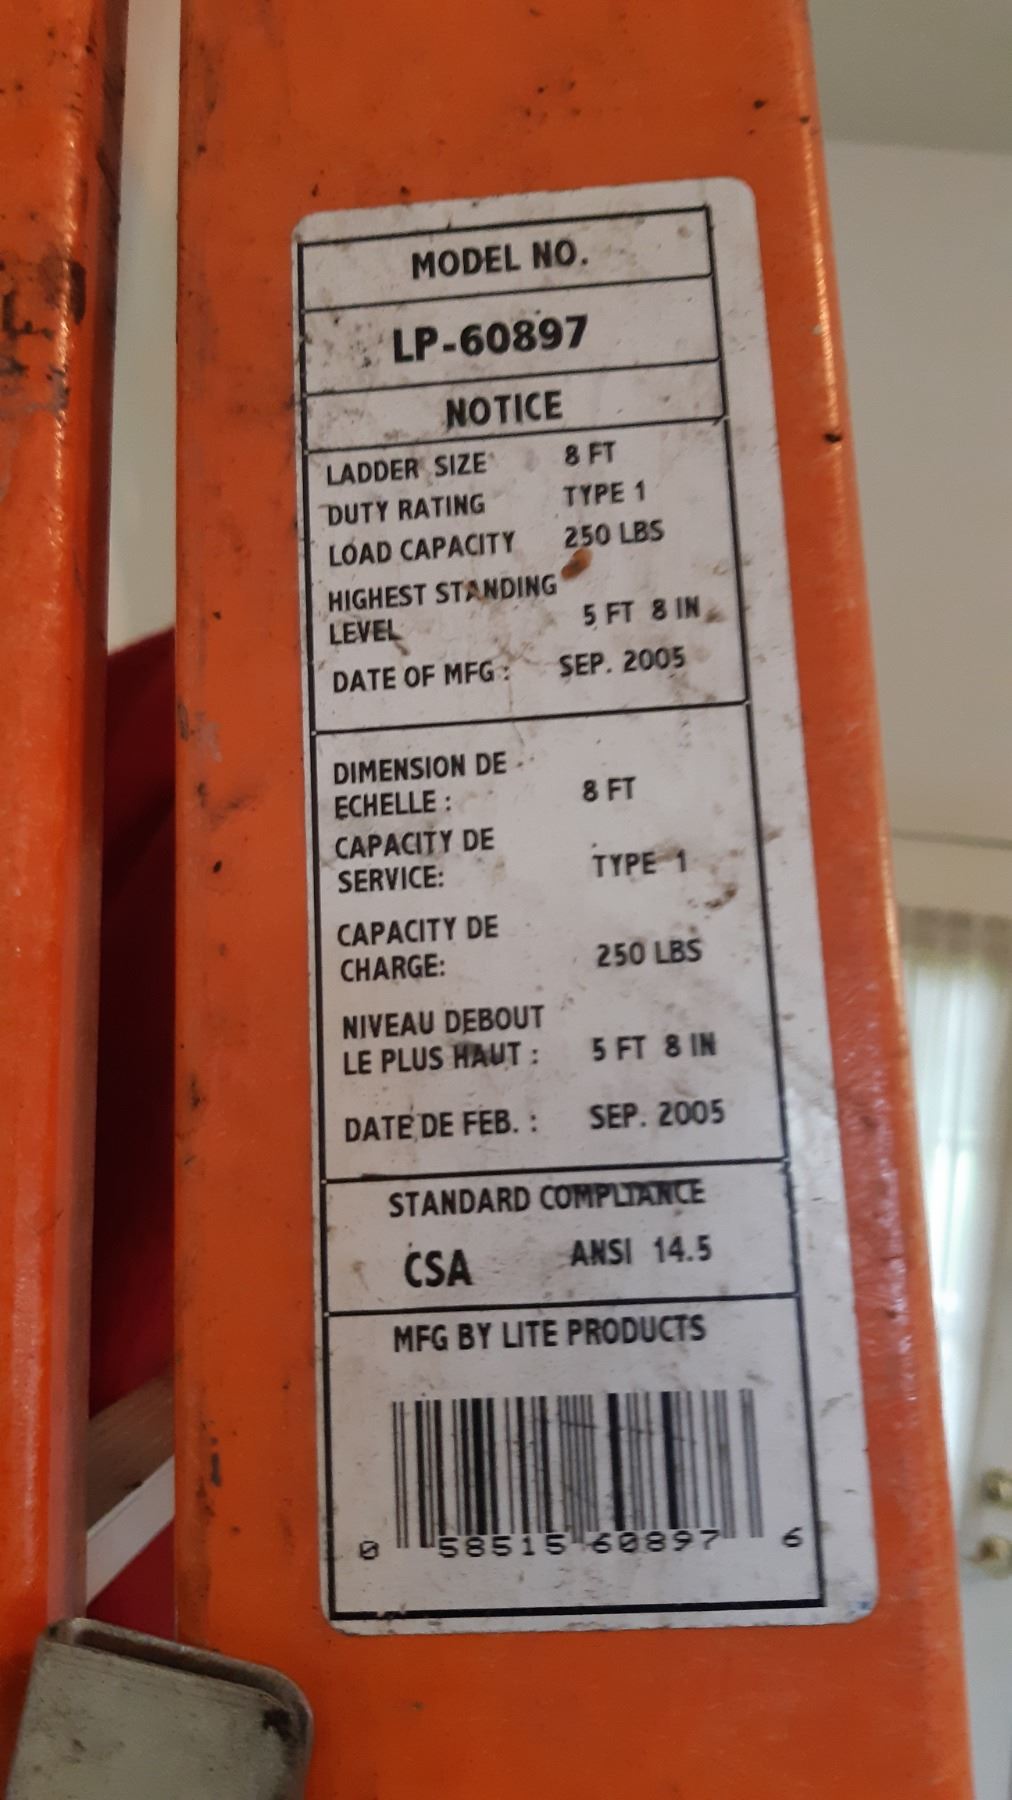 MODEL NO.
LP-60897
NOTICE
LADDER SIZE 8 FT
DUTY RATING TYPE 1
LOAD CAPACITY 250 LBS
HIGHEST STANDING
LEVEL 5 FT 8 IN
DATE OF MFG : SEP. 2005
DIMENSION DE
ECHELLE : 8 FT
CAPACITY DE
SERVICE: TYPE 1
CAPACITY DE
CHARGE: 250 LBS
NIVEAU DEBOUT
LE PLUS HAUT : 5 FT 8 IN
DATE DE FEB. : SEP. 2005
STANDARD COMPLIANCE
CSA ANSI 14.5
MFG BY LITE PRODUCTS
0 58515 60897 6